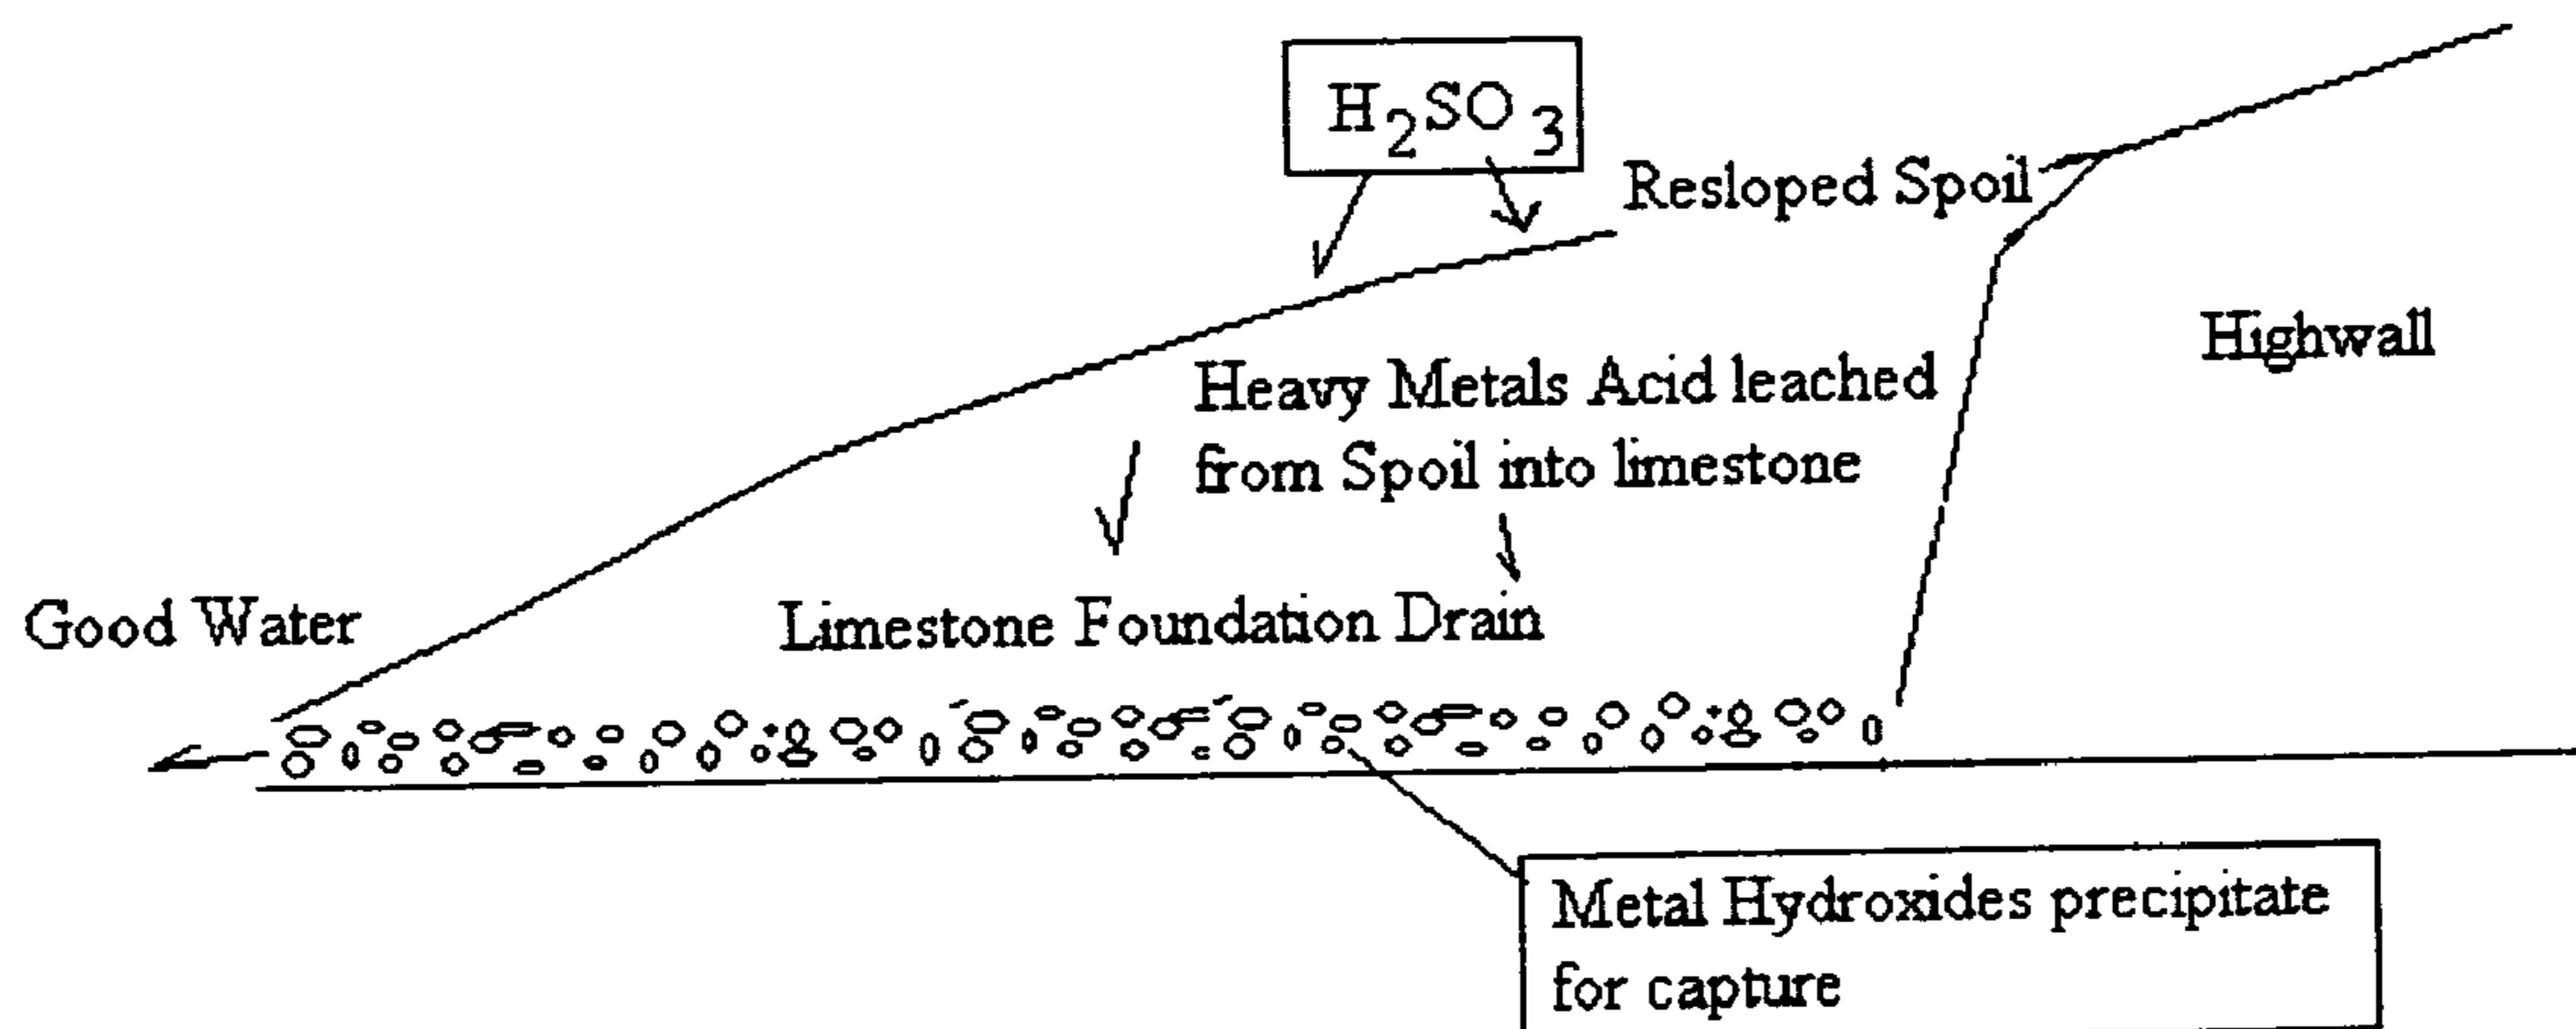 H₂SO₃
Resloped Spoil
Highwall
Heavy Metals Acid leached
from Spoil into limestone
Good Water
Limestone Foundation Drain
Metal Hydroxides precipitate
for capture